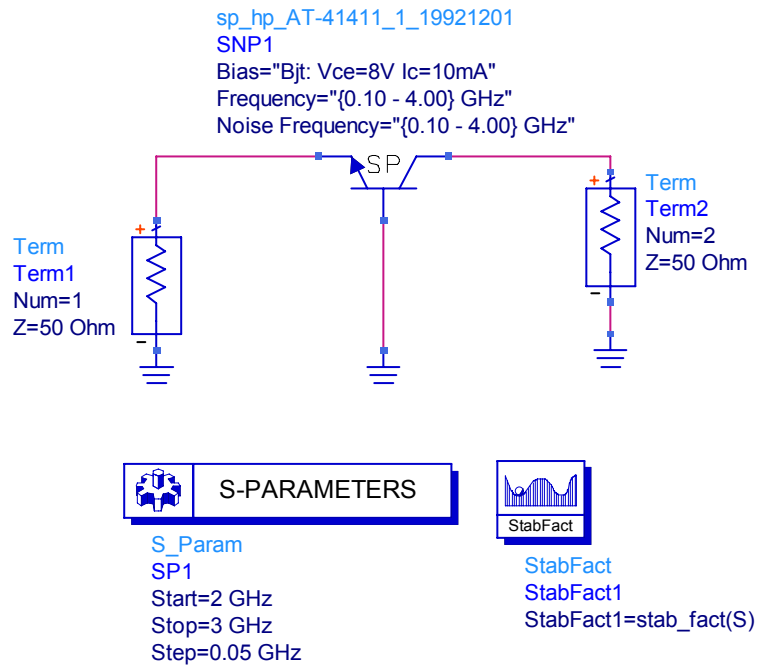 sp_hp_AT-41411_1_19921201
SNP1
Bias="Bjt: Vce=8V Ic=10mA"
Frequency="{0.10 - 4.00} GHz"
Noise Frequency="{0.10 - 4.00} GHz"
SP
+
Term
Term1
Num=1
Z=50 Ohm
-
+
Term
Term2
Num=2
Z=50 Ohm
-
S-PARAMETERS
S_Param
SP1
Start=2 GHz
Stop=3 GHz
Step=0.05 GHz
StabFact
StabFact
StabFact1
StabFact1=stab_fact(S)